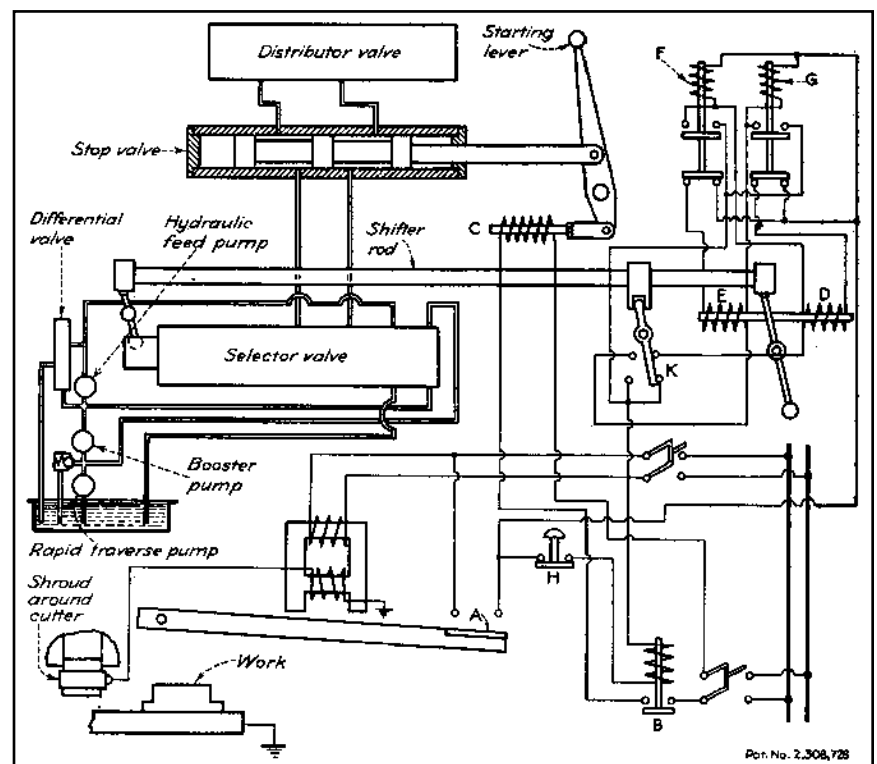 Distributor valve
Starting
lever
F
G
Stop valve
Differential
valve
Hydraulic
feed pump
C
Shifter
rod
E
D
Selector valve
K
Booster
pump
Rapid traverse pump
Shroud
around
cutter
A
H
Work
B
Pat. No. 2,308,728